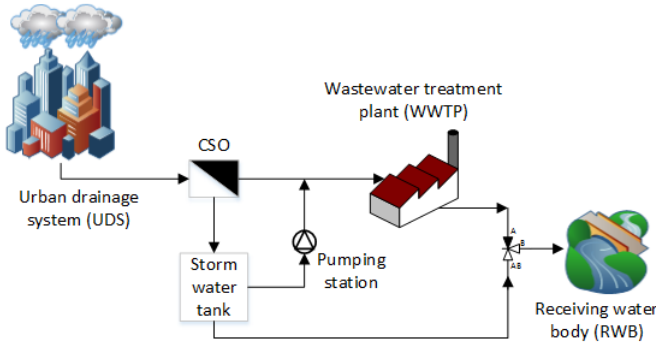 Wastewater treatment
plant (WWTP)
CSO
Urban drainage
system (UDS)
Storm
water
tank
Pumping
station
A
B
AB
Receiving water
body (RWB)